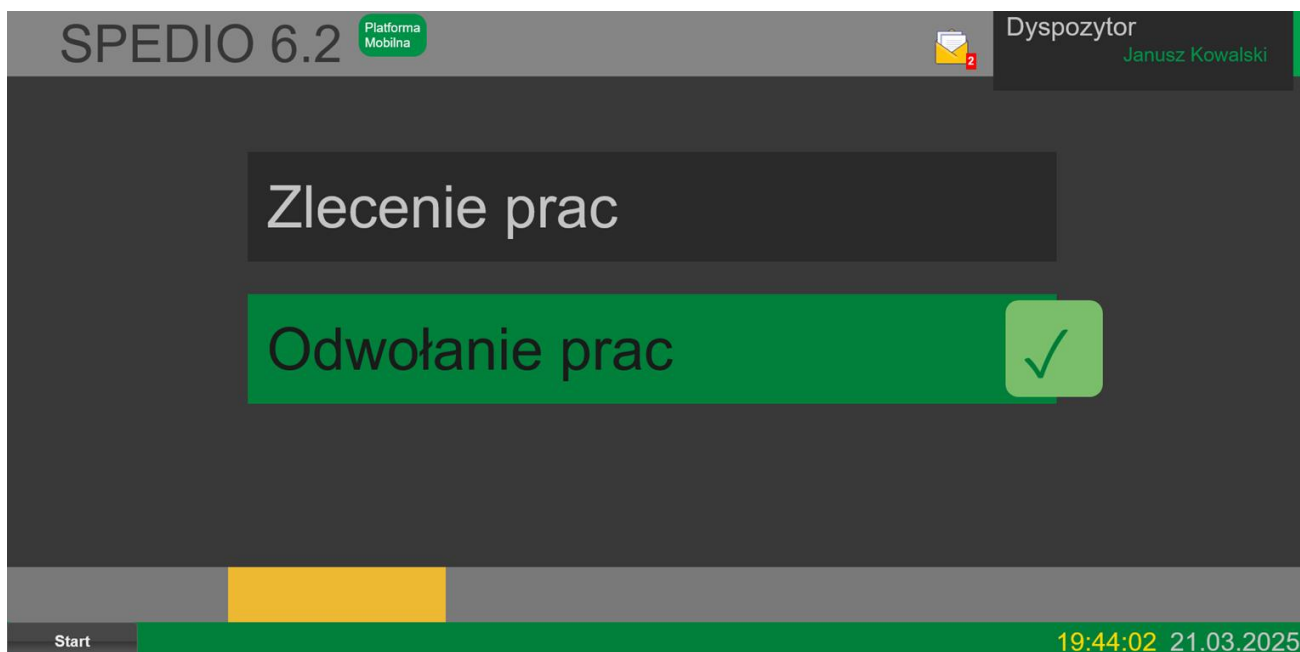 SPEDIO 6.2
Platforma
Mobilna
2
Dyspozytor
Janusz Kowalski
Zlecenie prac
Odwołanie prac
Start
19:44:02 21.03.2025